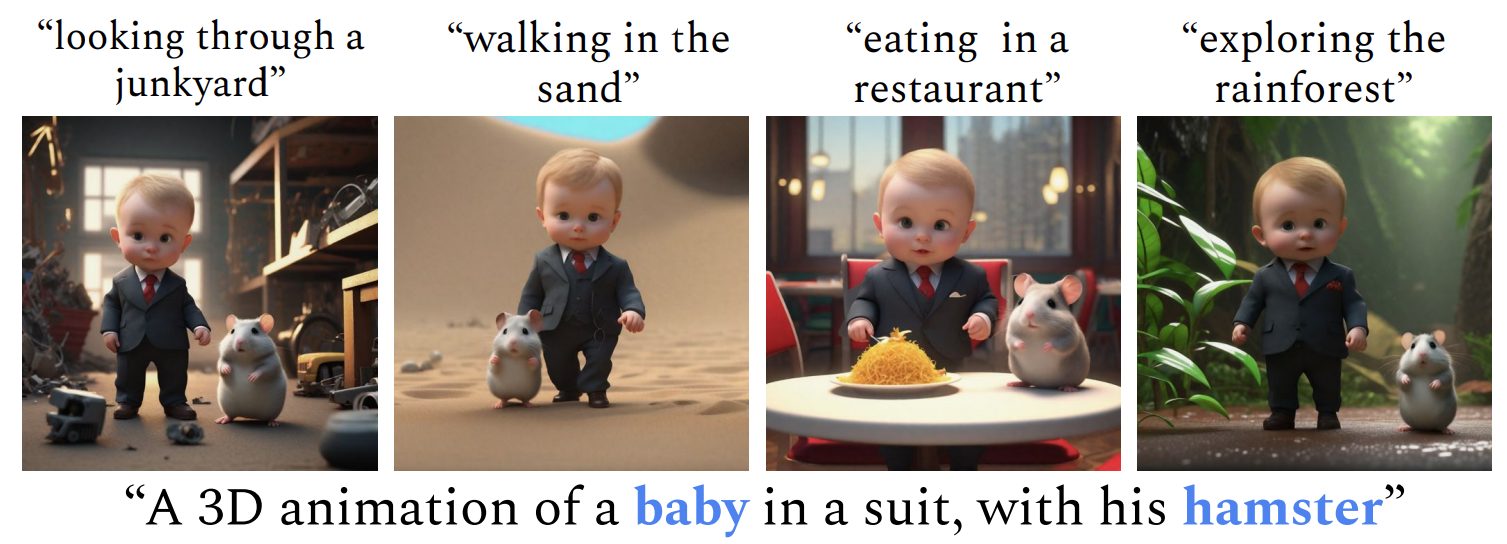 “looking through a
junkyard”
“walking in the
sand”
“eating in a
restaurant”
“exploring the
rainforest”
“A 3D animation of a baby in a suit, with his hamster”